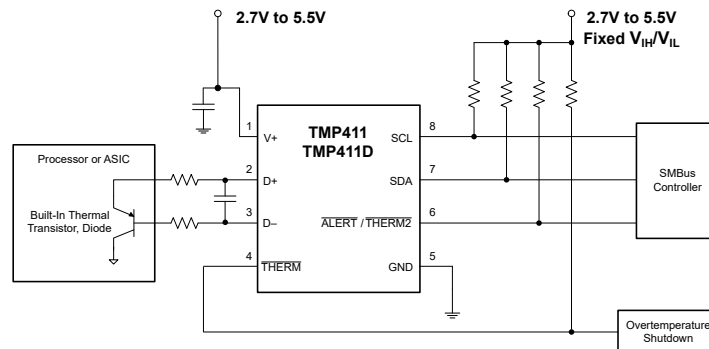 2.7V to 5.5V
2.7V to 5.5V
Fixed VIH/VIL
TMP411
TMP411D
1
V+
SCL
8
2
D+
SDA
7
3
D–
ALERT / THERM2
6
4
THERM
GND
5
Processor or ASIC
Built-In Thermal
Transistor, Diode
SMBus
Controller
Overtemperature
Shutdown